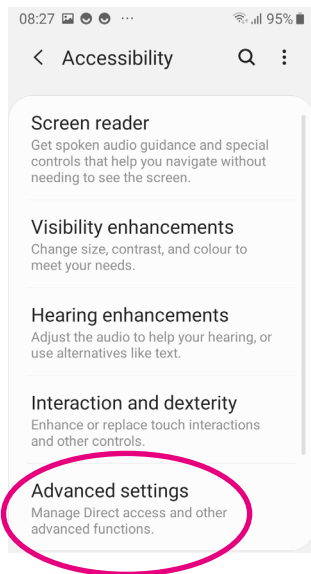 08:27 ... 95%
Accessibility
Screen reader
Get spoken audio guidance and special
controls that help you navigate without
needing to see the screen.
Visibility enhancements
Change size, contrast, and colour to
meet your needs.
Hearing enhancements
Adjust the audio to help your hearing, or
use alternatives like text.
Interaction and dexterity
Enhance or replace touch interactions
and other controls.
Advanced settings
Manage Direct access and other
advanced functions.